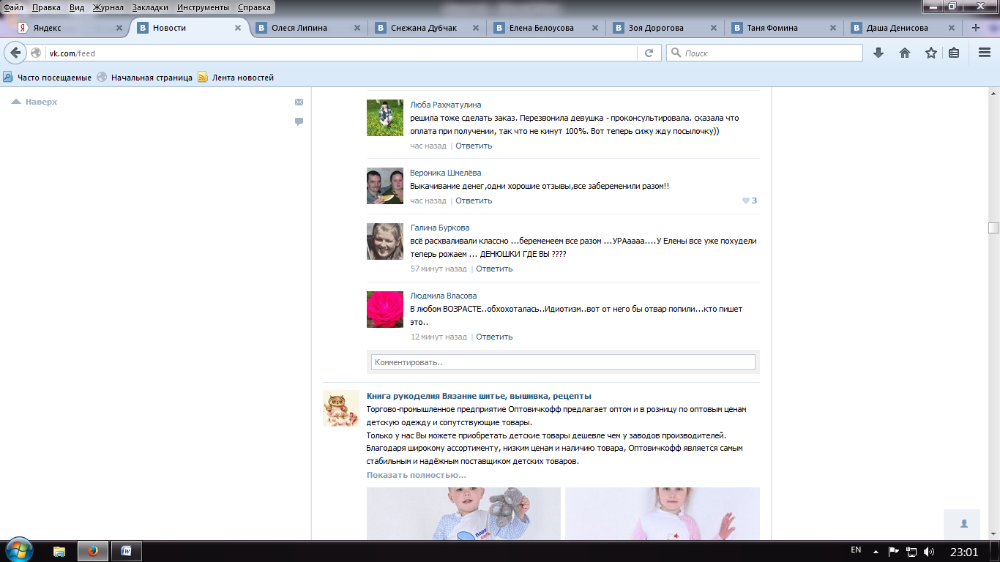 Файл Правка Вид Журнал Закладки Инструменты Справка
Яндекс Новости Олеся Липина Снежана Дубчак Елена Белоусова Зоя Дорогова Таня Фомина Даша Денисова
vk.com/feed Поиск
Часто посещаемые Начальная страница Лента новостей
Наверх
Люба Рахматулина
решила тоже сделать заказ. Перезвонила девушка - проконсультировала. сказала что
оплата при получении, так что не кинут 100%. Вот теперь сижу жду посылочку))
час назад | Ответить
Вероника Шмелёва
Выкачивание денег,одни хорошие отзывы,все забеременили разом!!
час назад | Ответить 3
Галина Буркова
всё расхваливали классно ...беременеем все разом ...УРАаааа....У Елены все уже похудели
теперь рожаем ... ДЕНЮШКИ ГДЕ ВЫ ????
57 минут назад | Ответить
Людмила Власова
В любом ВОЗРАСТЕ..обхохоталась..Идиотизм..вот от него бы отвар попили...кто пишет
это..
12 минут назад | Ответить
Комментировать..
Книга рукоделия Вязание шитье, вышивка, рецепты
Торгово-промышленное предприятие Оптовичкофф предлагает оптом и в розницу по оптовым ценам
детскую одежду и сопутствующие товары.
Только у нас Вы можете приобретать детские товары дешевле чем у заводов производителей.
Благодаря широкому ассортименту, низким ценам и наличию товара, Оптовичкофф является самым
стабильным и надёжным поставщиком детских товаров.
Показать полностью...
EN 23:01